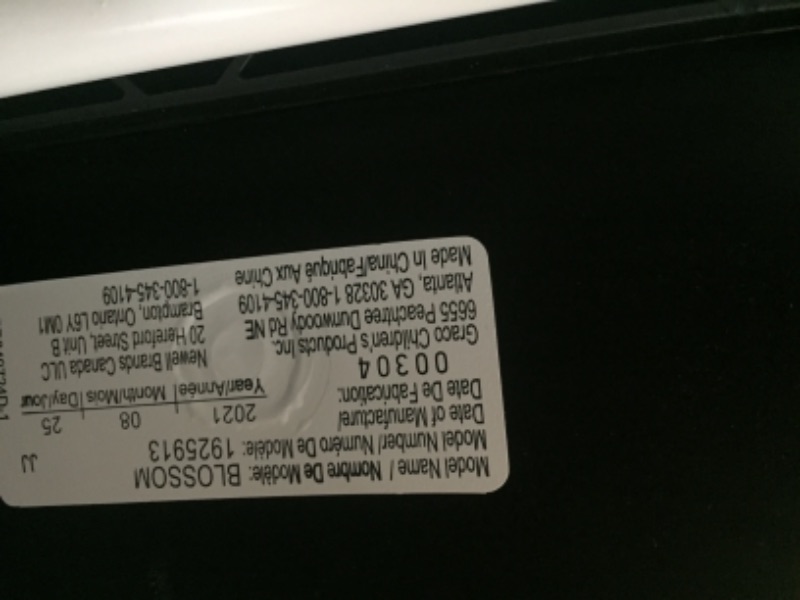 Model Name / Nombre De Modèle: BLOSSOM
Model Number/ Numéro De Modèle: 1925913
JJ
Date of Manufacture/
Date De Fabrication:
2021 08 25
Year/Année Month/Mois Day/Jour
00304
Graco Children's Products Inc.
6655 Peachtree Dunwoody Rd NE
Atlanta, GA 30328 1-800-345-4109
Made In China/Fabriqué Aux Chine
Newell Brands Canada ULC
20 Hereford Street, Unit B
Brampton, Ontario L6Y 0M1
1-800-345-4109